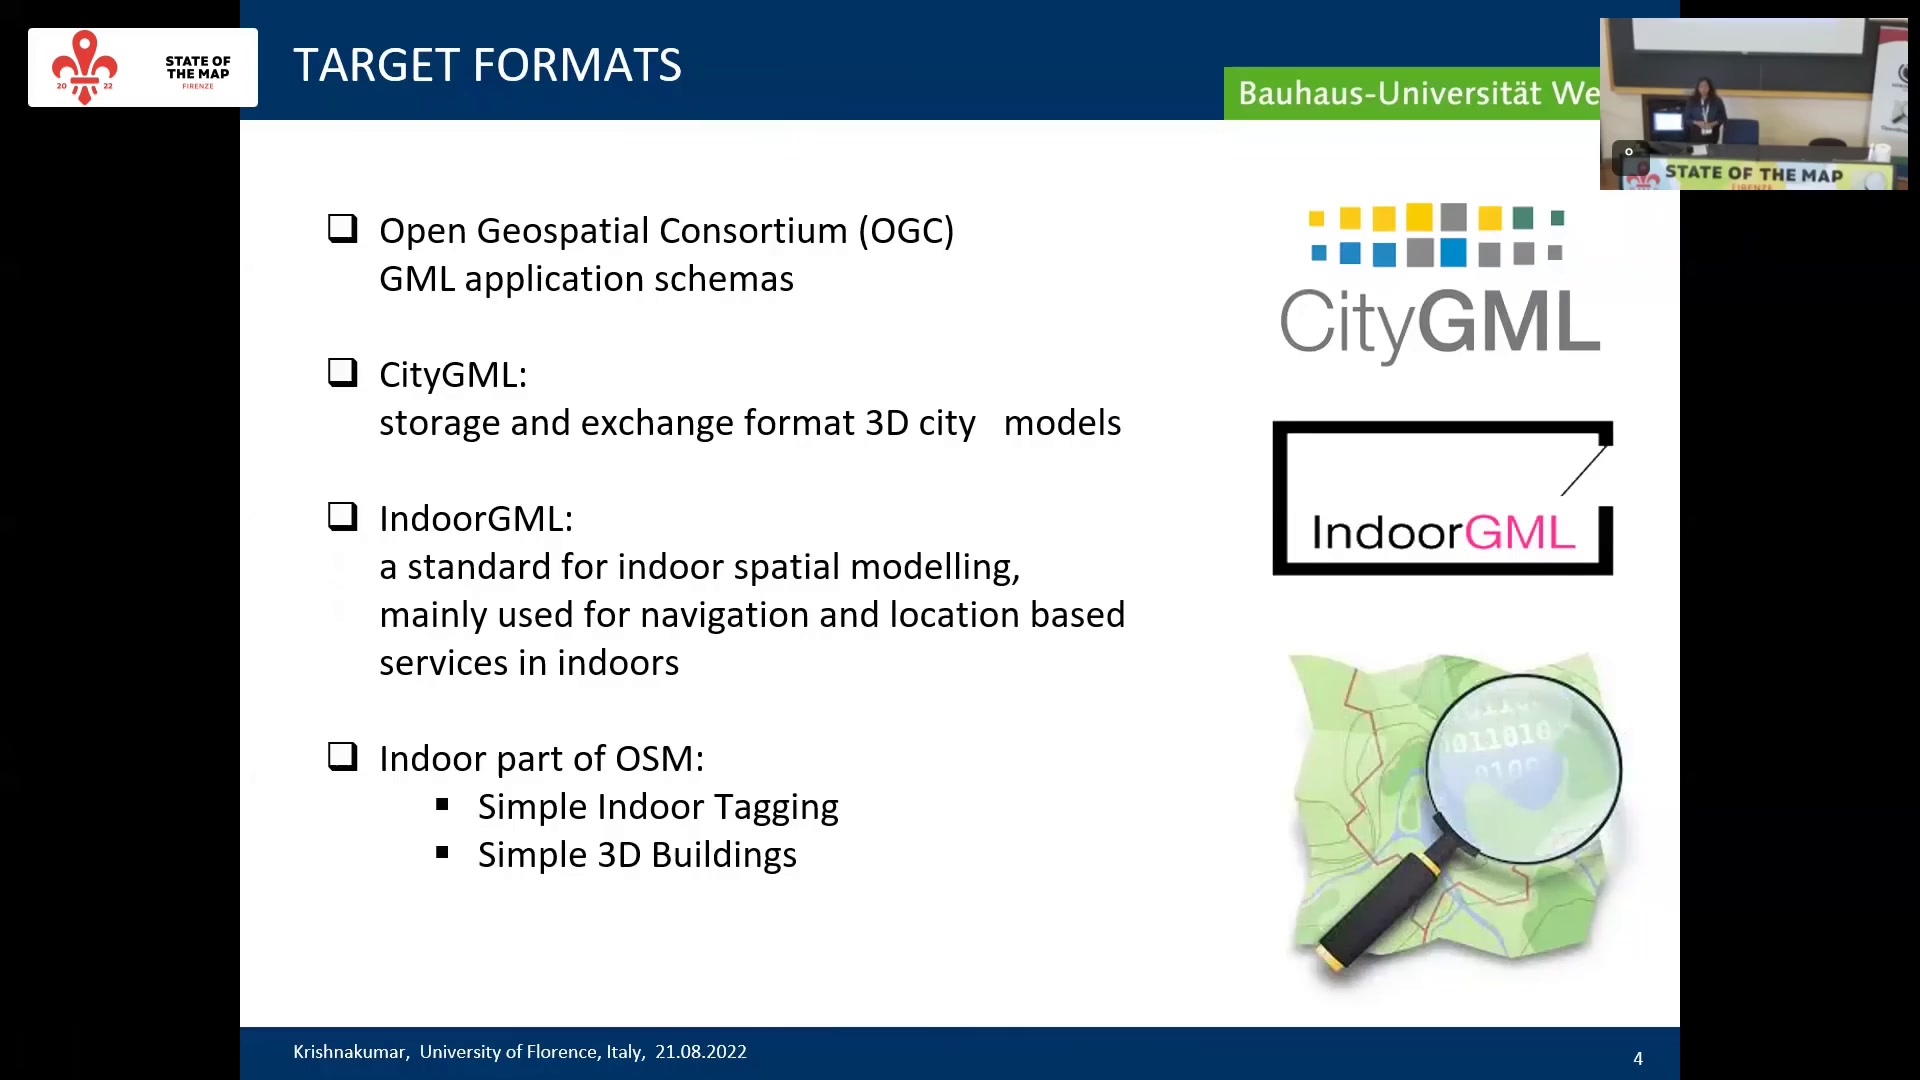 STATE OF
THE MAP
FIRENZE
20 22
TARGET FORMATS
Bauhaus-Universität We
STATE OF THE MAP
FIRENZE
Open Geospatial Consortium (OGC)
GML application schemas
CityGML:
storage and exchange format 3D city models
IndoorGML:
a standard for indoor spatial modelling,
mainly used for navigation and location based
services in indoors
Indoor part of OSM:
Simple Indoor Tagging
Simple 3D Buildings
CityGML
IndoorGML
011010
Krishnakumar, University of Florence, Italy, 21.08.2022
4